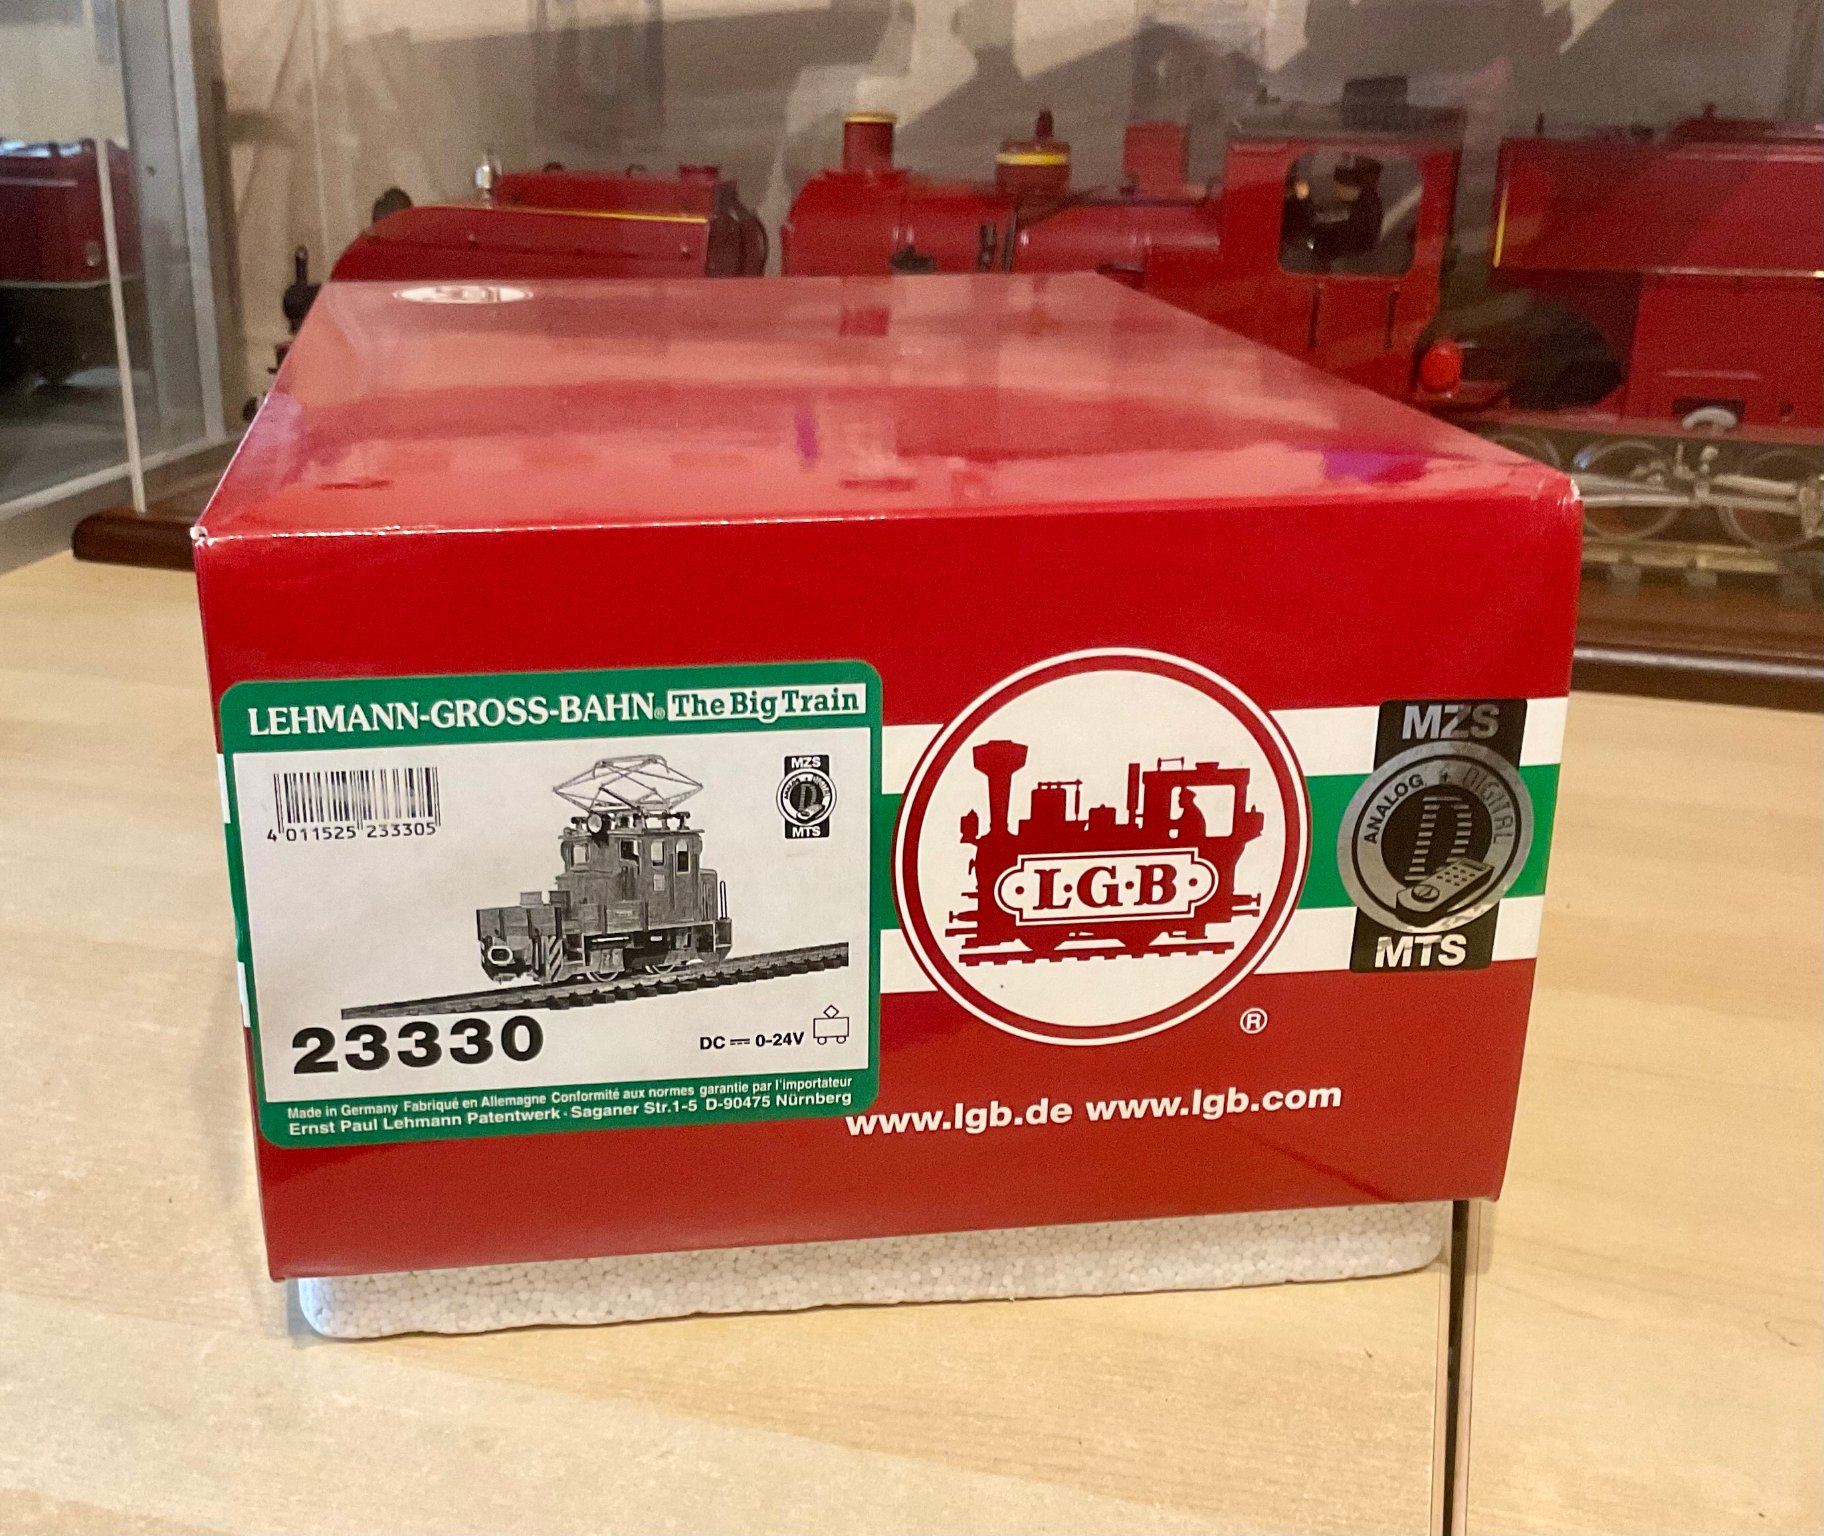 LEHMANN-GROSS-BAHN® The Big Train
4 011525 233305
MZS
ANALOG + DIGITAL
MTS
23330
DC 0-24V
Made in Germany Fabriqué en Allemagne Conformité aux normes garantie par l'importateur
Ernst Paul Lehmann Patentwerk · Saganer Str.1-5 D-90475 Nürnberg
L·G·B
®
MZS
ANALOG + DIGITAL
MTS
www.lgb.de www.lgb.com